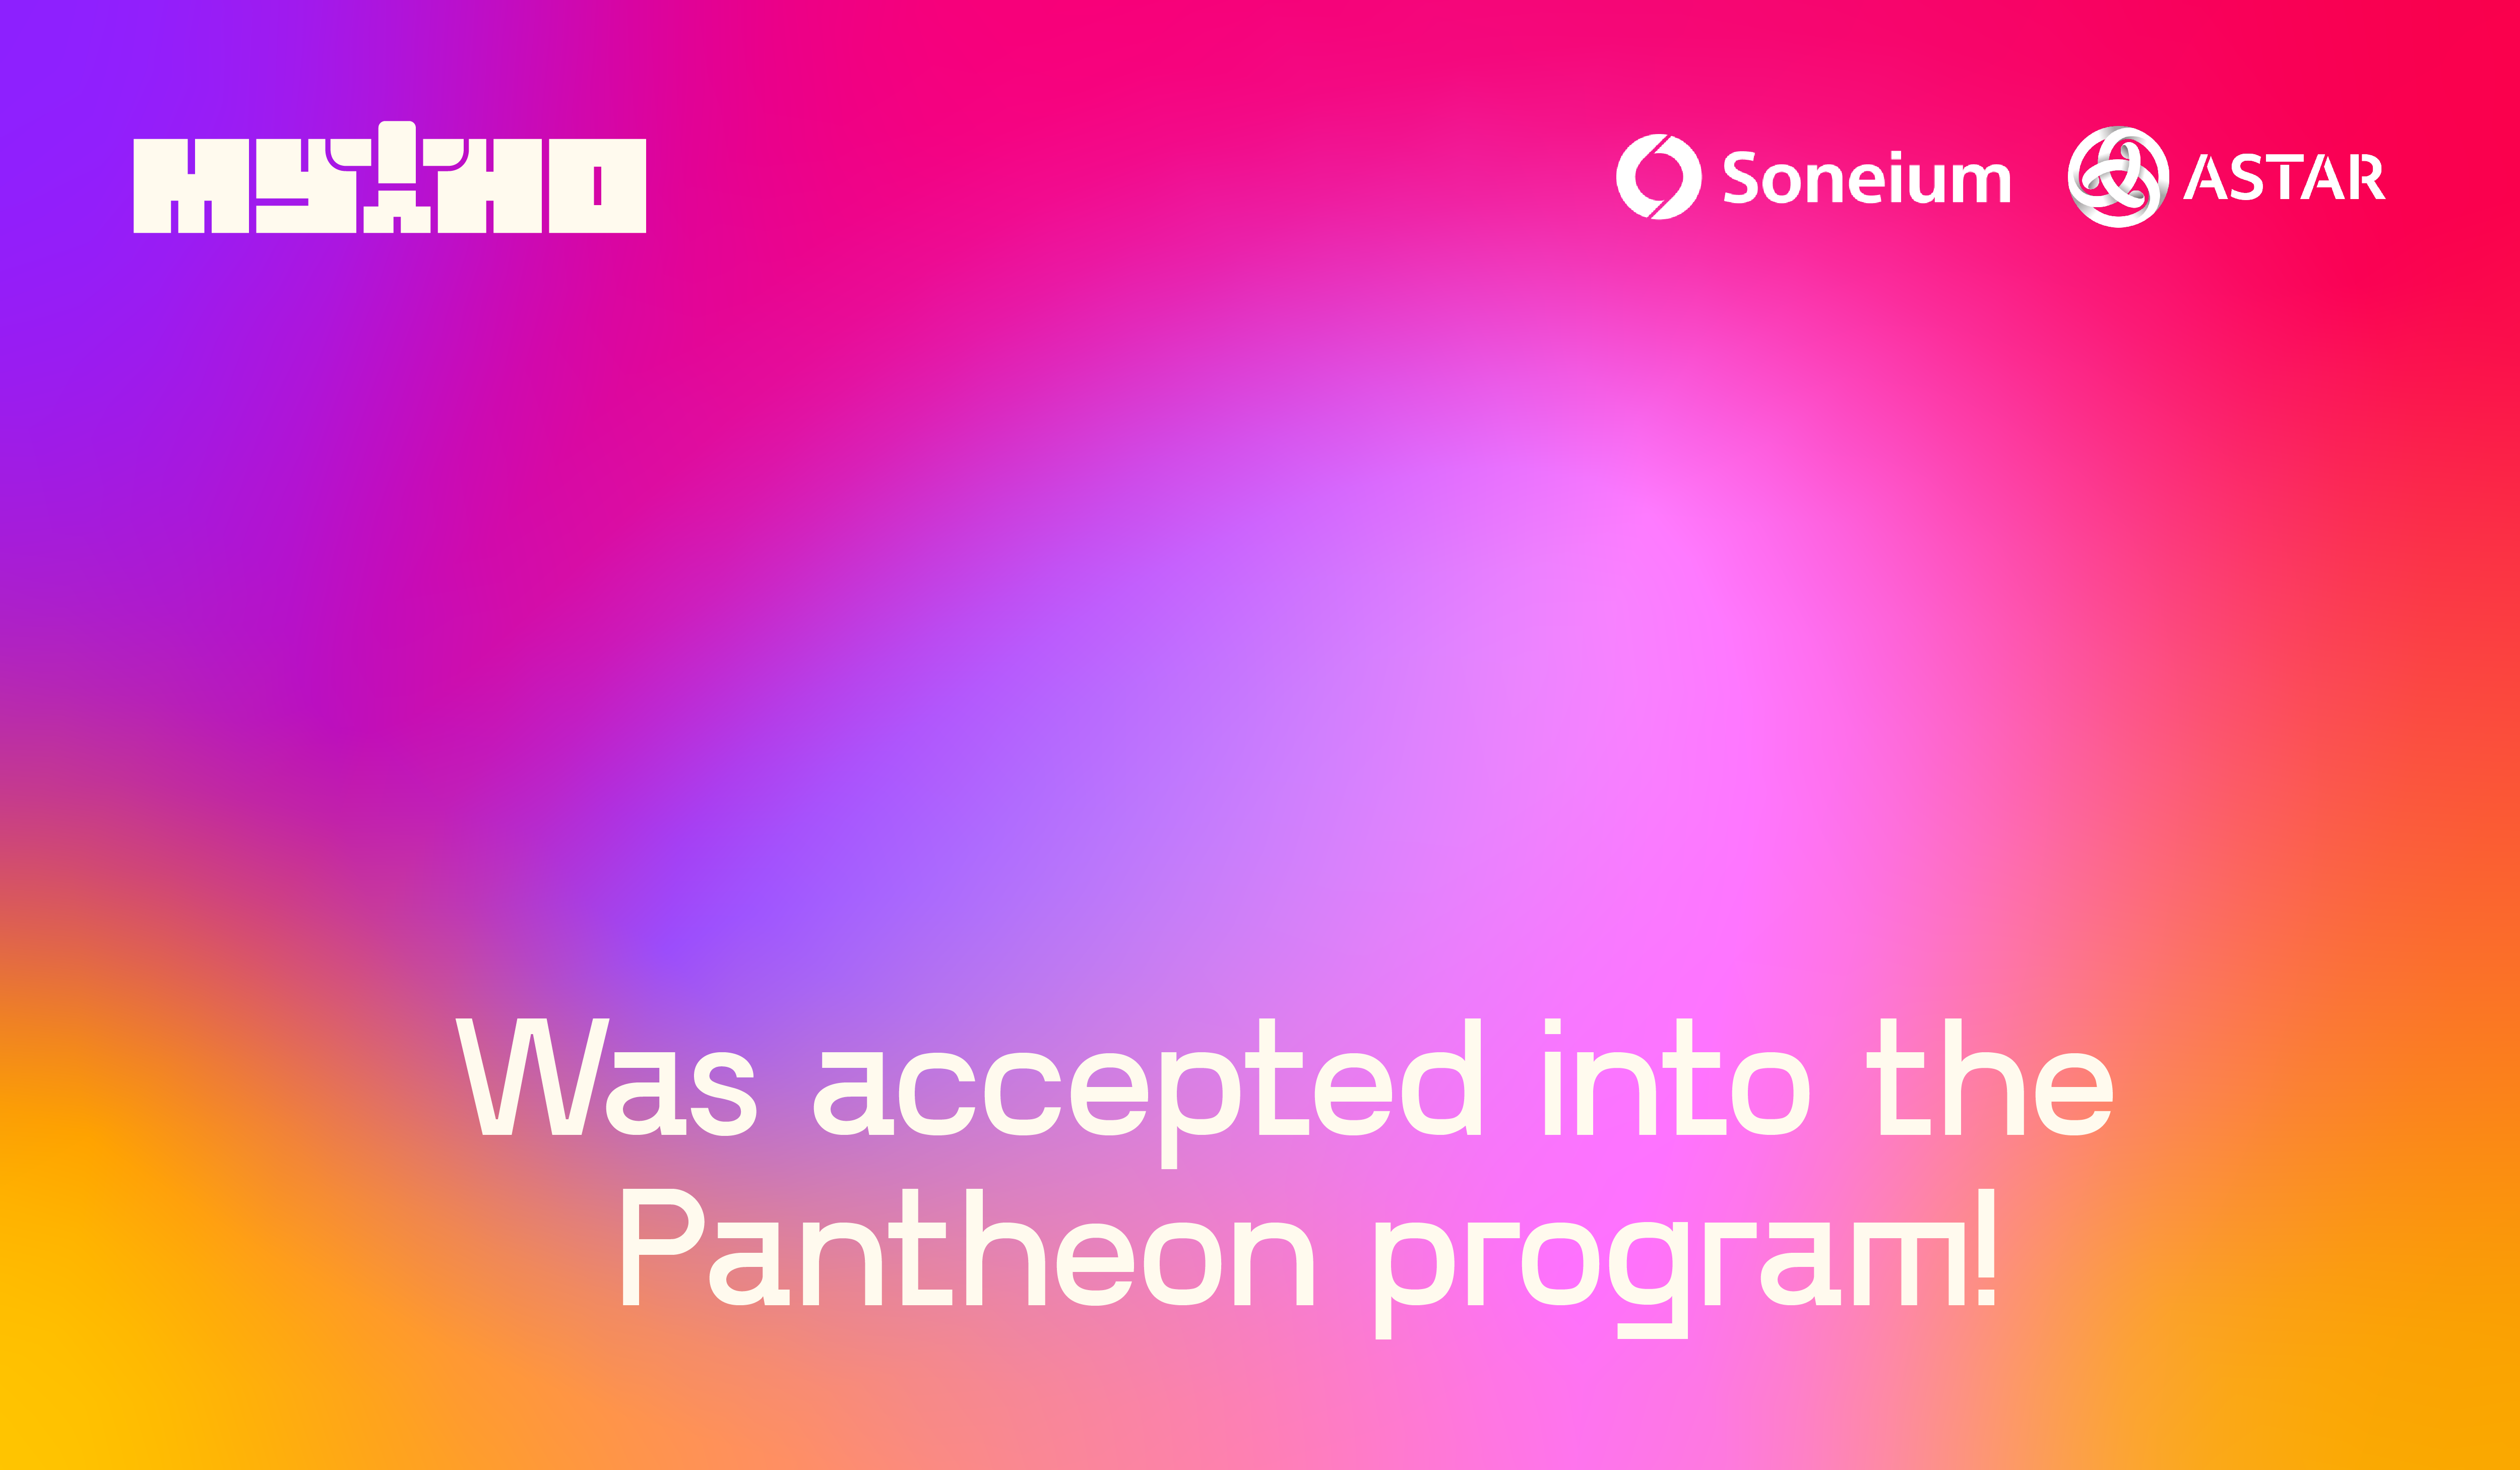 MYTHO
Soneium
ASTAR
Was accepted into the
Pantheon program!